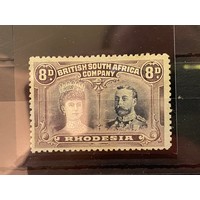 8D BRITISH SOUTH AFRICA 8D
COMPANY
RHODESIA